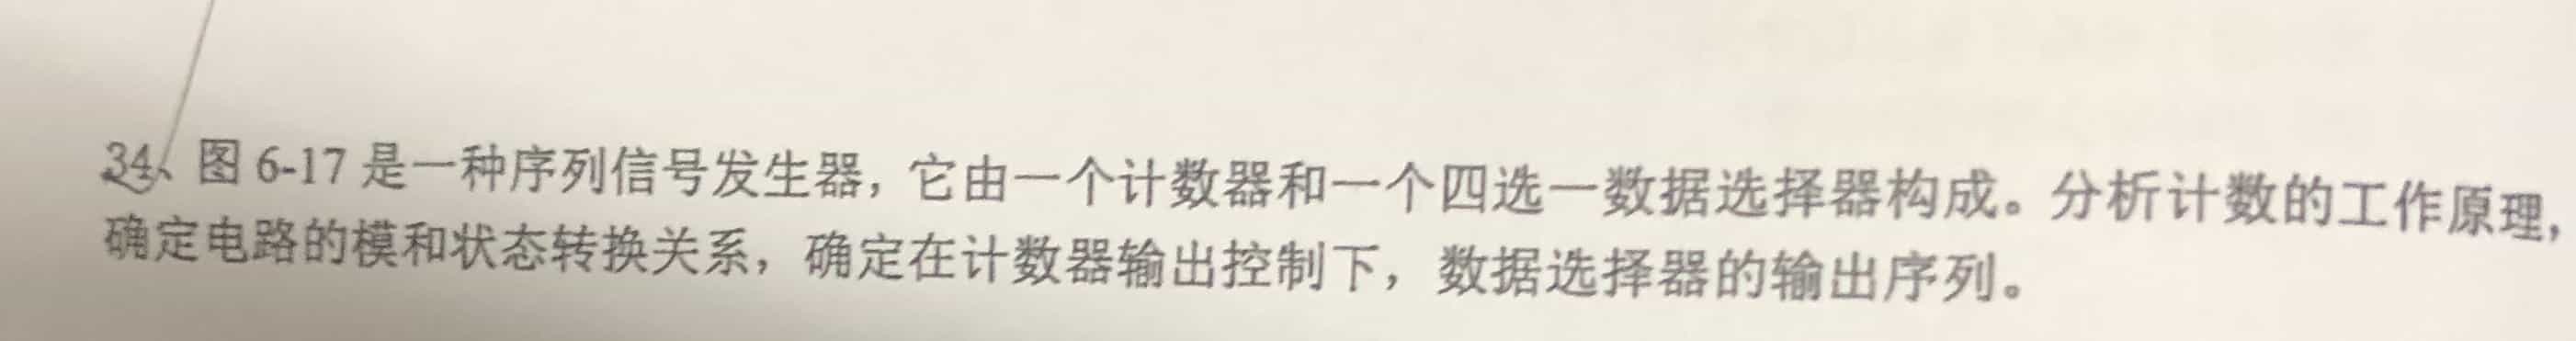 34、图 6-17 是一种序列信号发生器，它由一个计数器和一个四选一数据选择器构成。分析计数的工作原理，
确定电路的模和状态转换关系，确定在计数器输出控制下，数据选择器的输出序列。